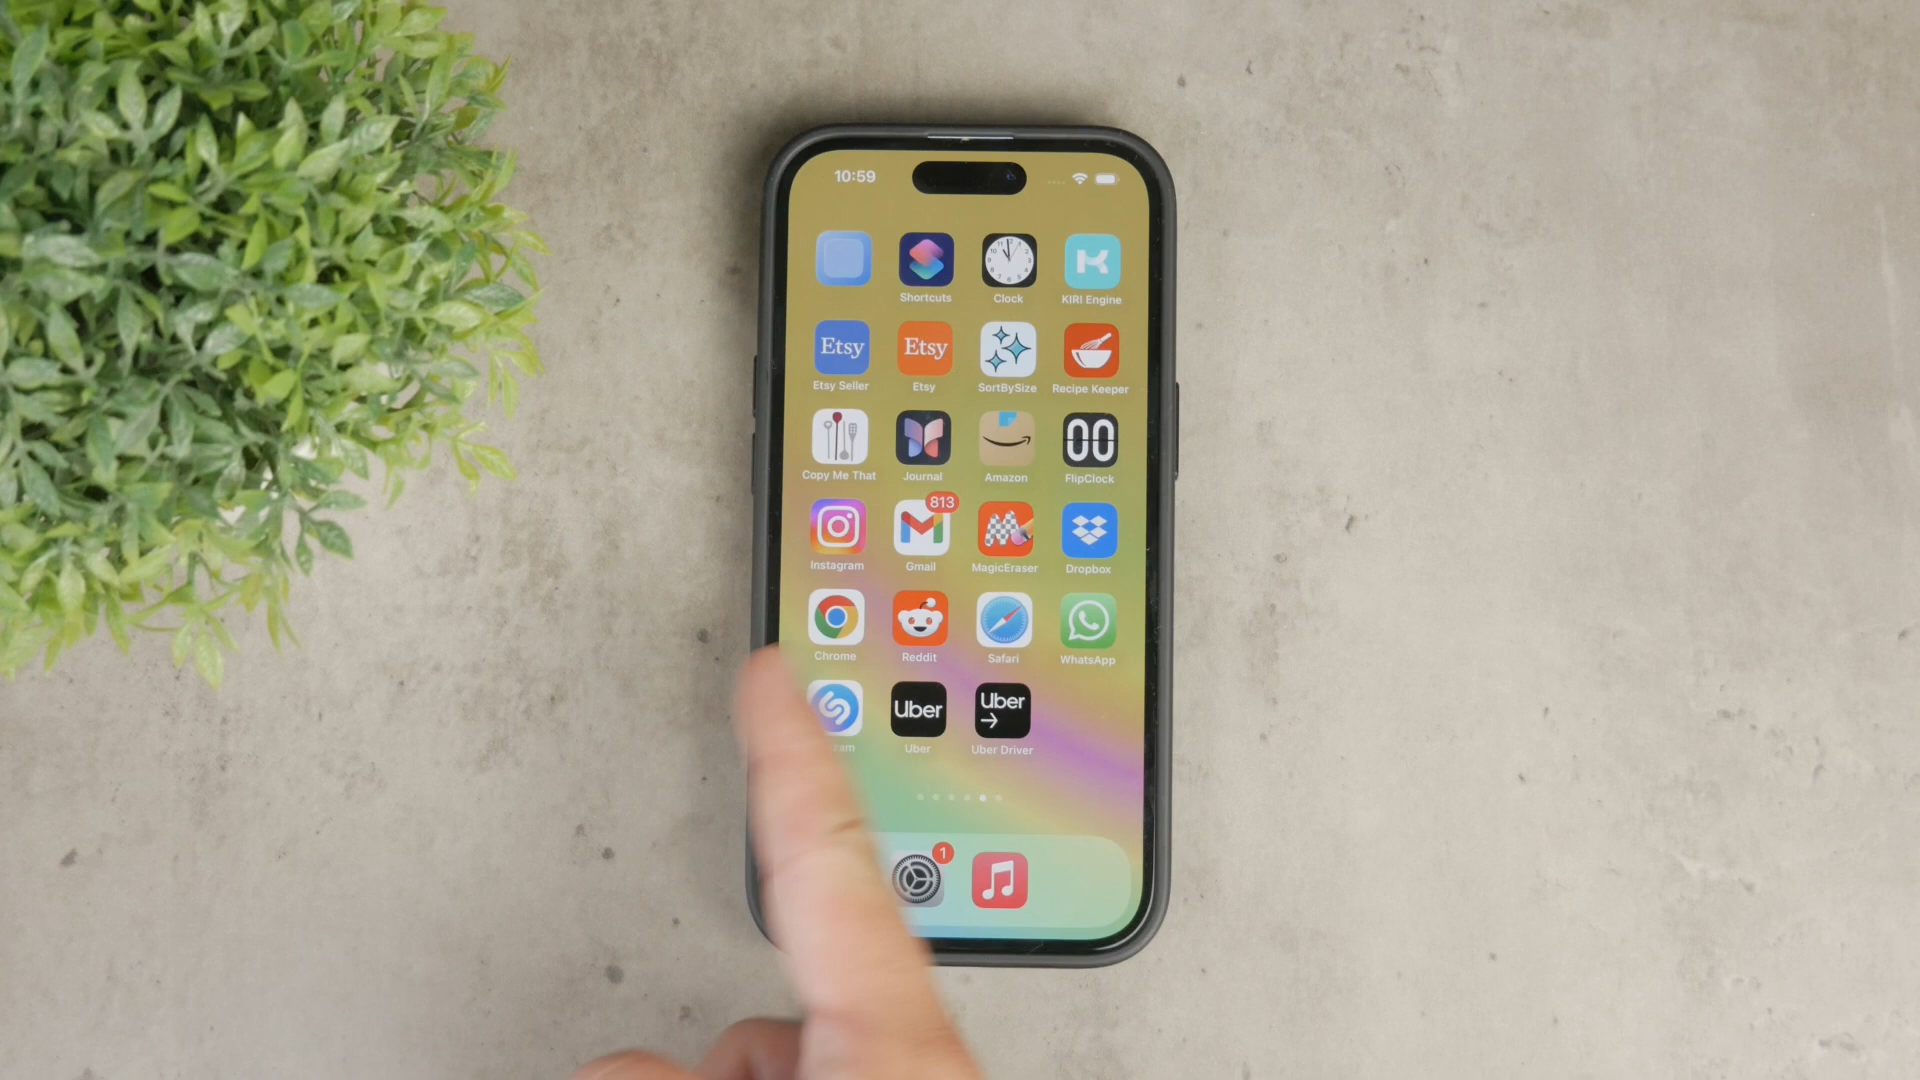 10:59
Shortcuts Clock KIRI Engine
Etsy Etsy
Etsy Seller Etsy SortBySize Recipe Keeper
00
Copy Me That Journal Amazon FlipClock
813
Instagram Gmail MagicEraser Dropbox
Chrome Reddit Safari WhatsApp
Uber Uber
Uber Uber Driver
1